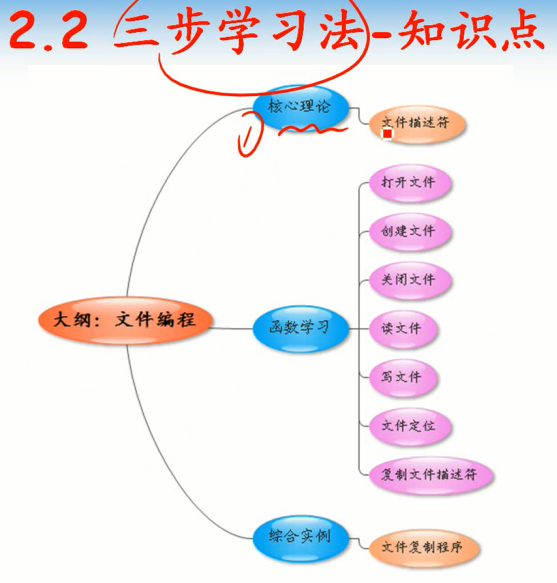 2.2 三步学习法-知识点
核心理论
①
文件描述符
打开文件
创建文件
关闭文件
大纲：文件编程
函数学习
读文件
写文件
文件定位
复制文件描述符
综合实例
文件复制程序